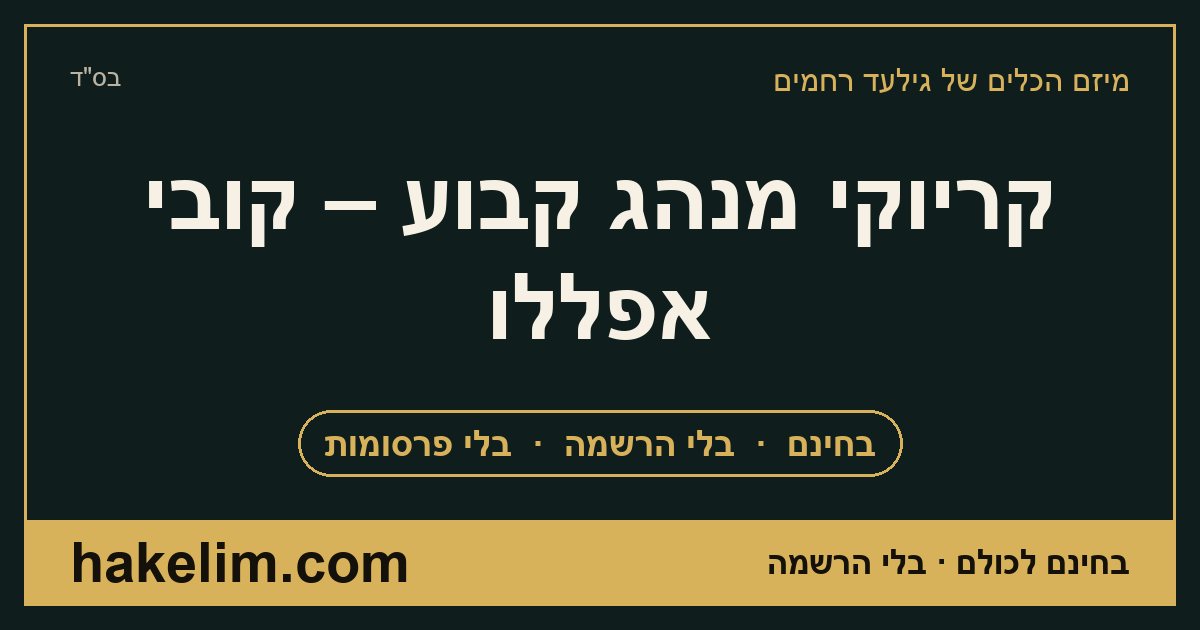 מיזם הכלים של גילעד רחמים
בס"ד
קריוקי מנהג קבוע – קובי
אפללו
בחינם · בלי הרשמה · בלי פרסומות
בחינם לכולם · בלי הרשמה
hakelim.com